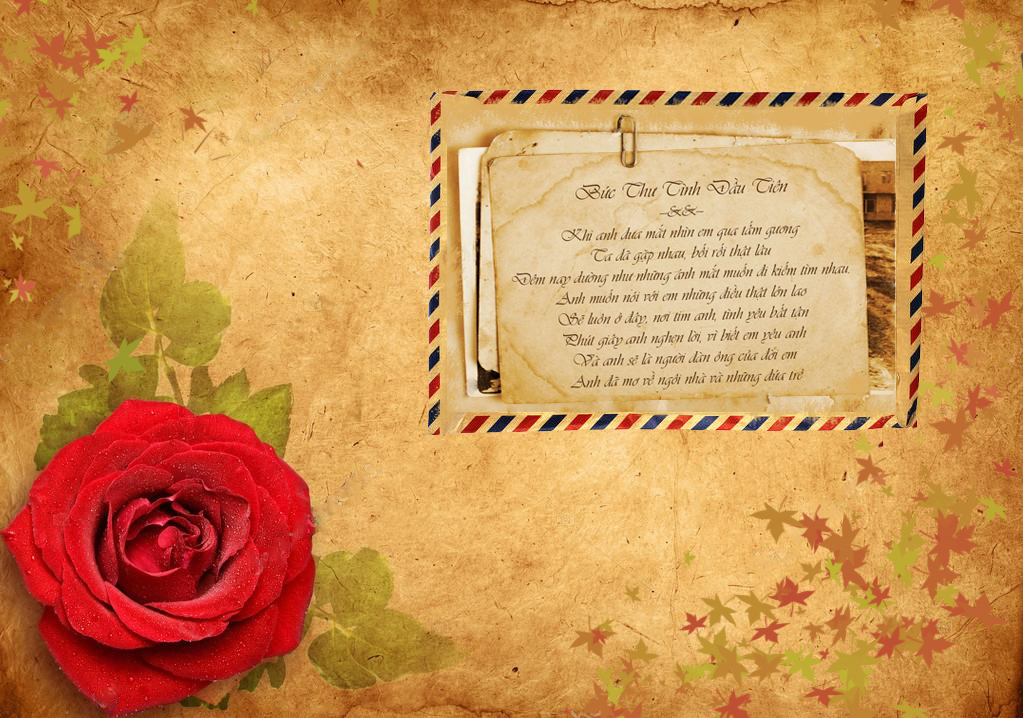 Bức Thư Tình Đầu Tiên
Khi anh đưa mắt nhìn em qua tấm gương
Ta đã gặp nhau, bối rối thật lâu
Đêm nay dường như những ánh mắt muốn đi kiếm tìm nhau.
Anh muốn nói với em những điều thật lớn lao
Sẽ luôn ở đây, nơi tim anh, tình yêu bất tận
Phút giây anh nghẹn lời, vì biết em yêu anh
Và anh sẽ là người đàn ông của đời em
Anh đã mơ về ngôi nhà và những đứa trẻ